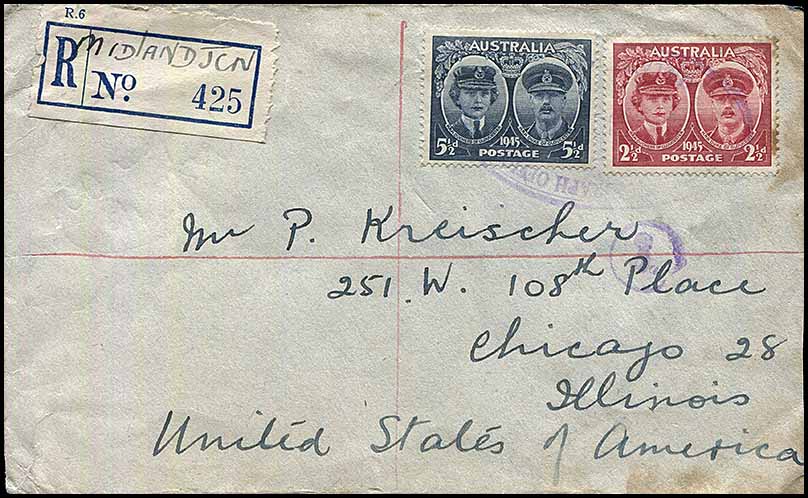 R.6
MIDLAND JCN
R No 425
AUSTRALIA
1945
5½d POSTAGE 5½d
AUSTRALIA
1945
2½d POSTAGE 2½d
Mr P. Kreischer
251. W. 108th Place
Chicago 28
Illinois
United States of America